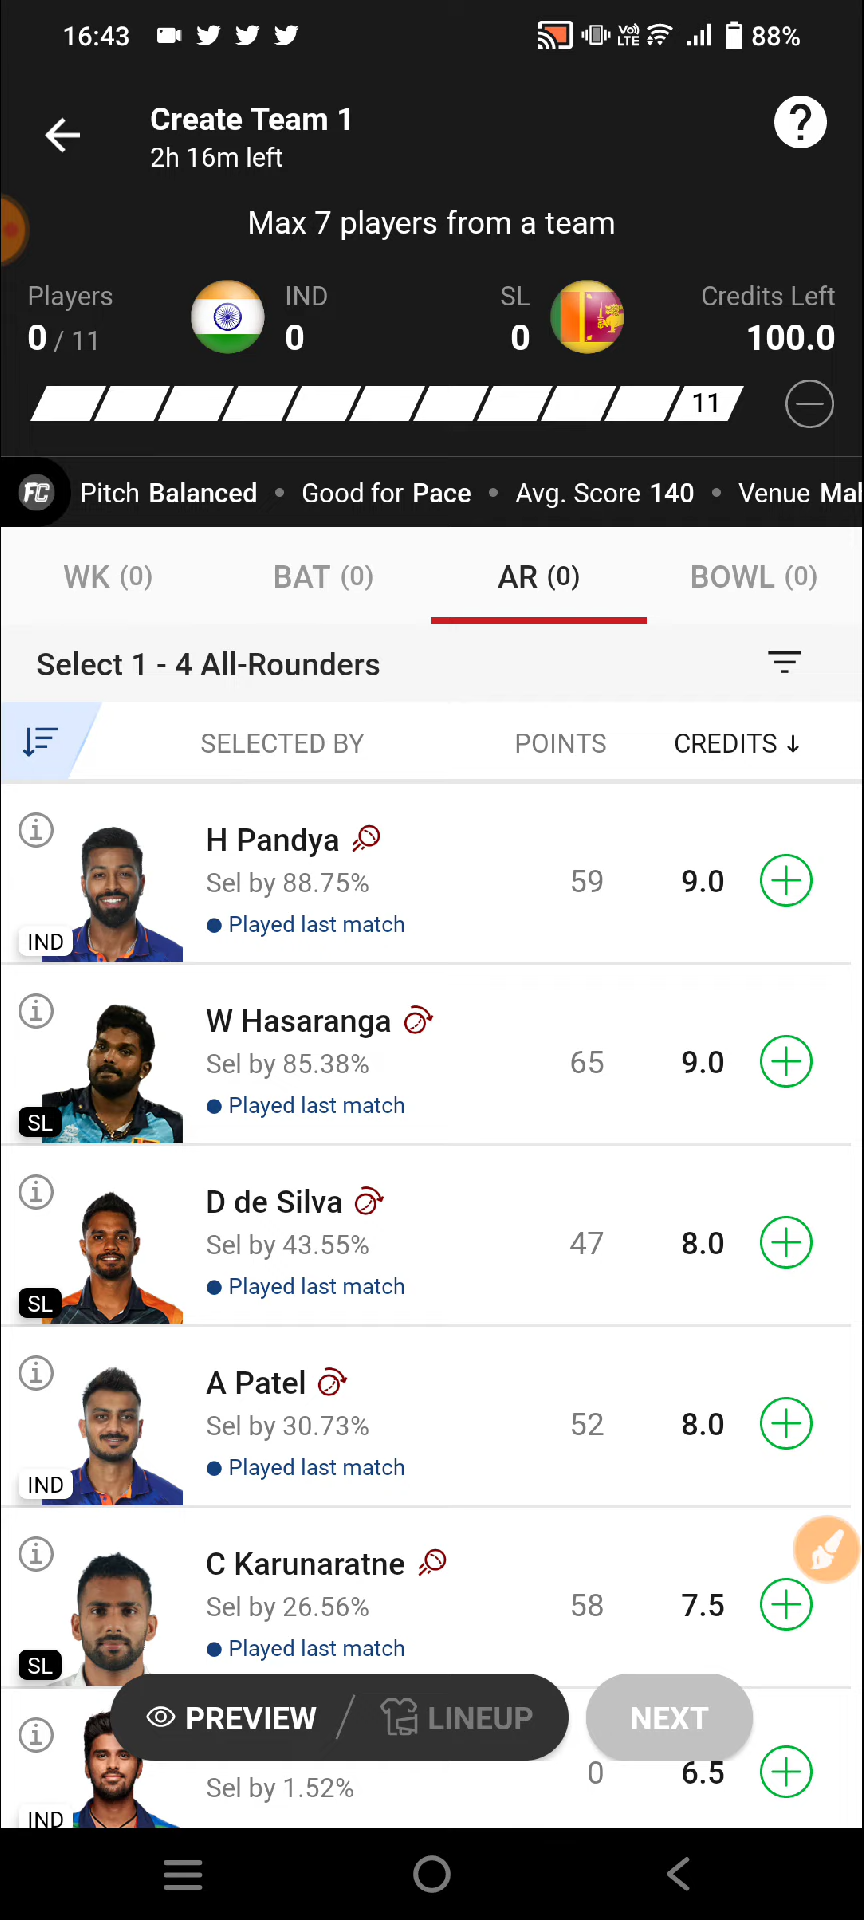 16:43 Vo) LTE 88%
Create Team 1
2h 16m left
?
Max 7 players from a team
Players IND SL Credits Left
0 / 11 0 0 100.0
11
FC Pitch Balanced • Good for Pace • Avg. Score 140 • Venue Mal
WK (0) BAT (0) AR (0) BOWL (0)
Select 1 - 4 All-Rounders
SELECTED BY POINTS CREDITS ↓
H Pandya
Sel by 88.75% 59 9.0
Played last match
IND
W Hasaranga
Sel by 85.38% 65 9.0
Played last match
SL
D de Silva
Sel by 43.55% 47 8.0
Played last match
SL
A Patel
Sel by 30.73% 52 8.0
Played last match
IND
C Karunaratne
Sel by 26.56% 58 7.5
Played last match
SL
PREVIEW / LINEUP NEXT
Sel by 1.52% 0 6.5
IND